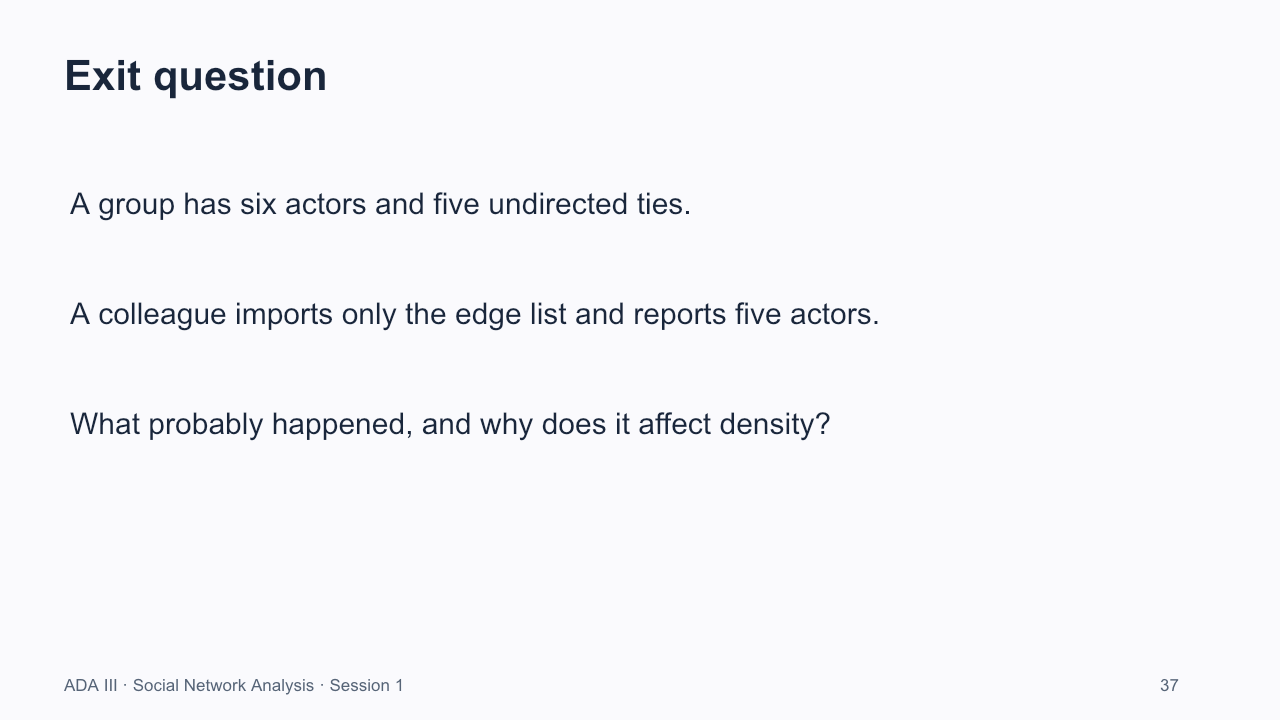 Exit question
A group has six actors and five undirected ties.
A colleague imports only the edge list and reports five actors.
What probably happened, and why does it affect density?
ADA III · Social Network Analysis · Session 1
37